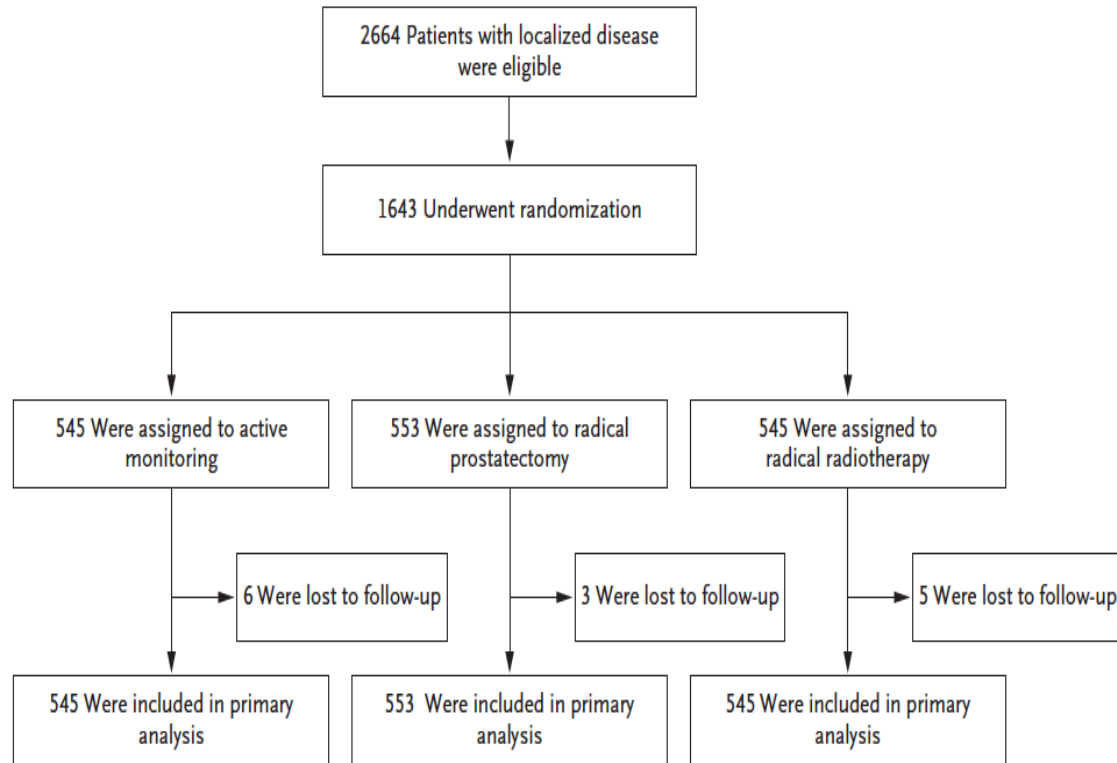 2664 Patients with localized disease
were eligible
1643 Underwent randomization
545 Were assigned to active
monitoring
553 Were assigned to radical
prostatectomy
545 Were assigned to
radical radiotherapy
6 Were lost to follow-up
3 Were lost to follow-up
5 Were lost to follow-up
545 Were included in primary
analysis
553 Were included in primary
analysis
545 Were included in primary
analysis